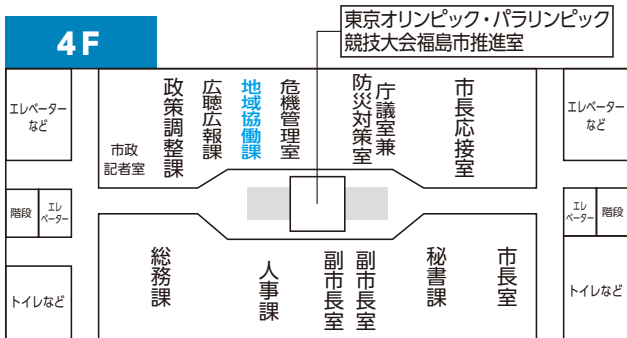 4F
東京オリンピック・パラリンピック
競技大会福島市推進室
エレベーター
など
市政
記者室
政策調整課
広聴広報課
地域協働課
危機管理室
庁議室兼
防災対策室
市長応接室
エレベーター
など
階段
エレ
ベーター
エレ
ベーター
階段
トイレなど
総務課
人事課
副市長室
副市長室
秘書課
市長室
トイレなど